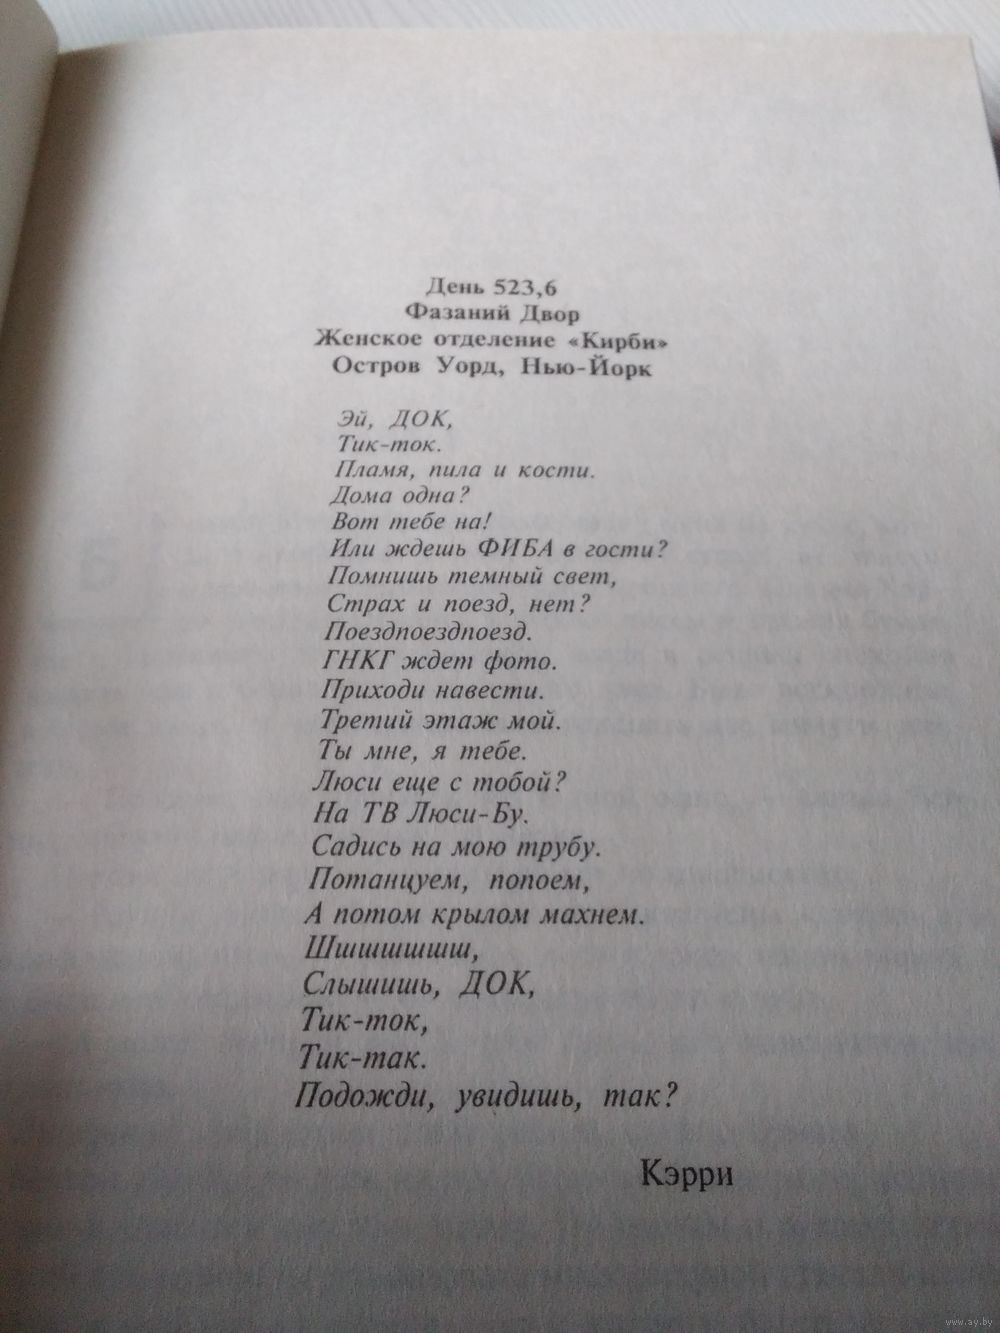 День 523,6
Фазаний Двор
Женское отделение «Кирби»
Остров Уорд, Нью-Йорк
Эй, ДОК,
Тик-ток.
Пламя, пила и кости.
Дома одна?
Вот тебе на!
Или ждешь ФИБА в гости?
Помнишь темный свет,
Страх и поезд, нет?
Поездпоездпоезд.
ГНКГ ждет фото.
Приходи навести.
Третий этаж мой.
Ты мне, я тебе.
Люси еще с тобой?
На ТВ Люси-Бу.
Садись на мою трубу.
Потанцуем, попоем,
А потом крылом махнем.
Шшшшшшш,
Слышишь, ДОК,
Тик-ток,
Тик-так.
Подожди, увидишь, так?
Кэрри
www.ay.by